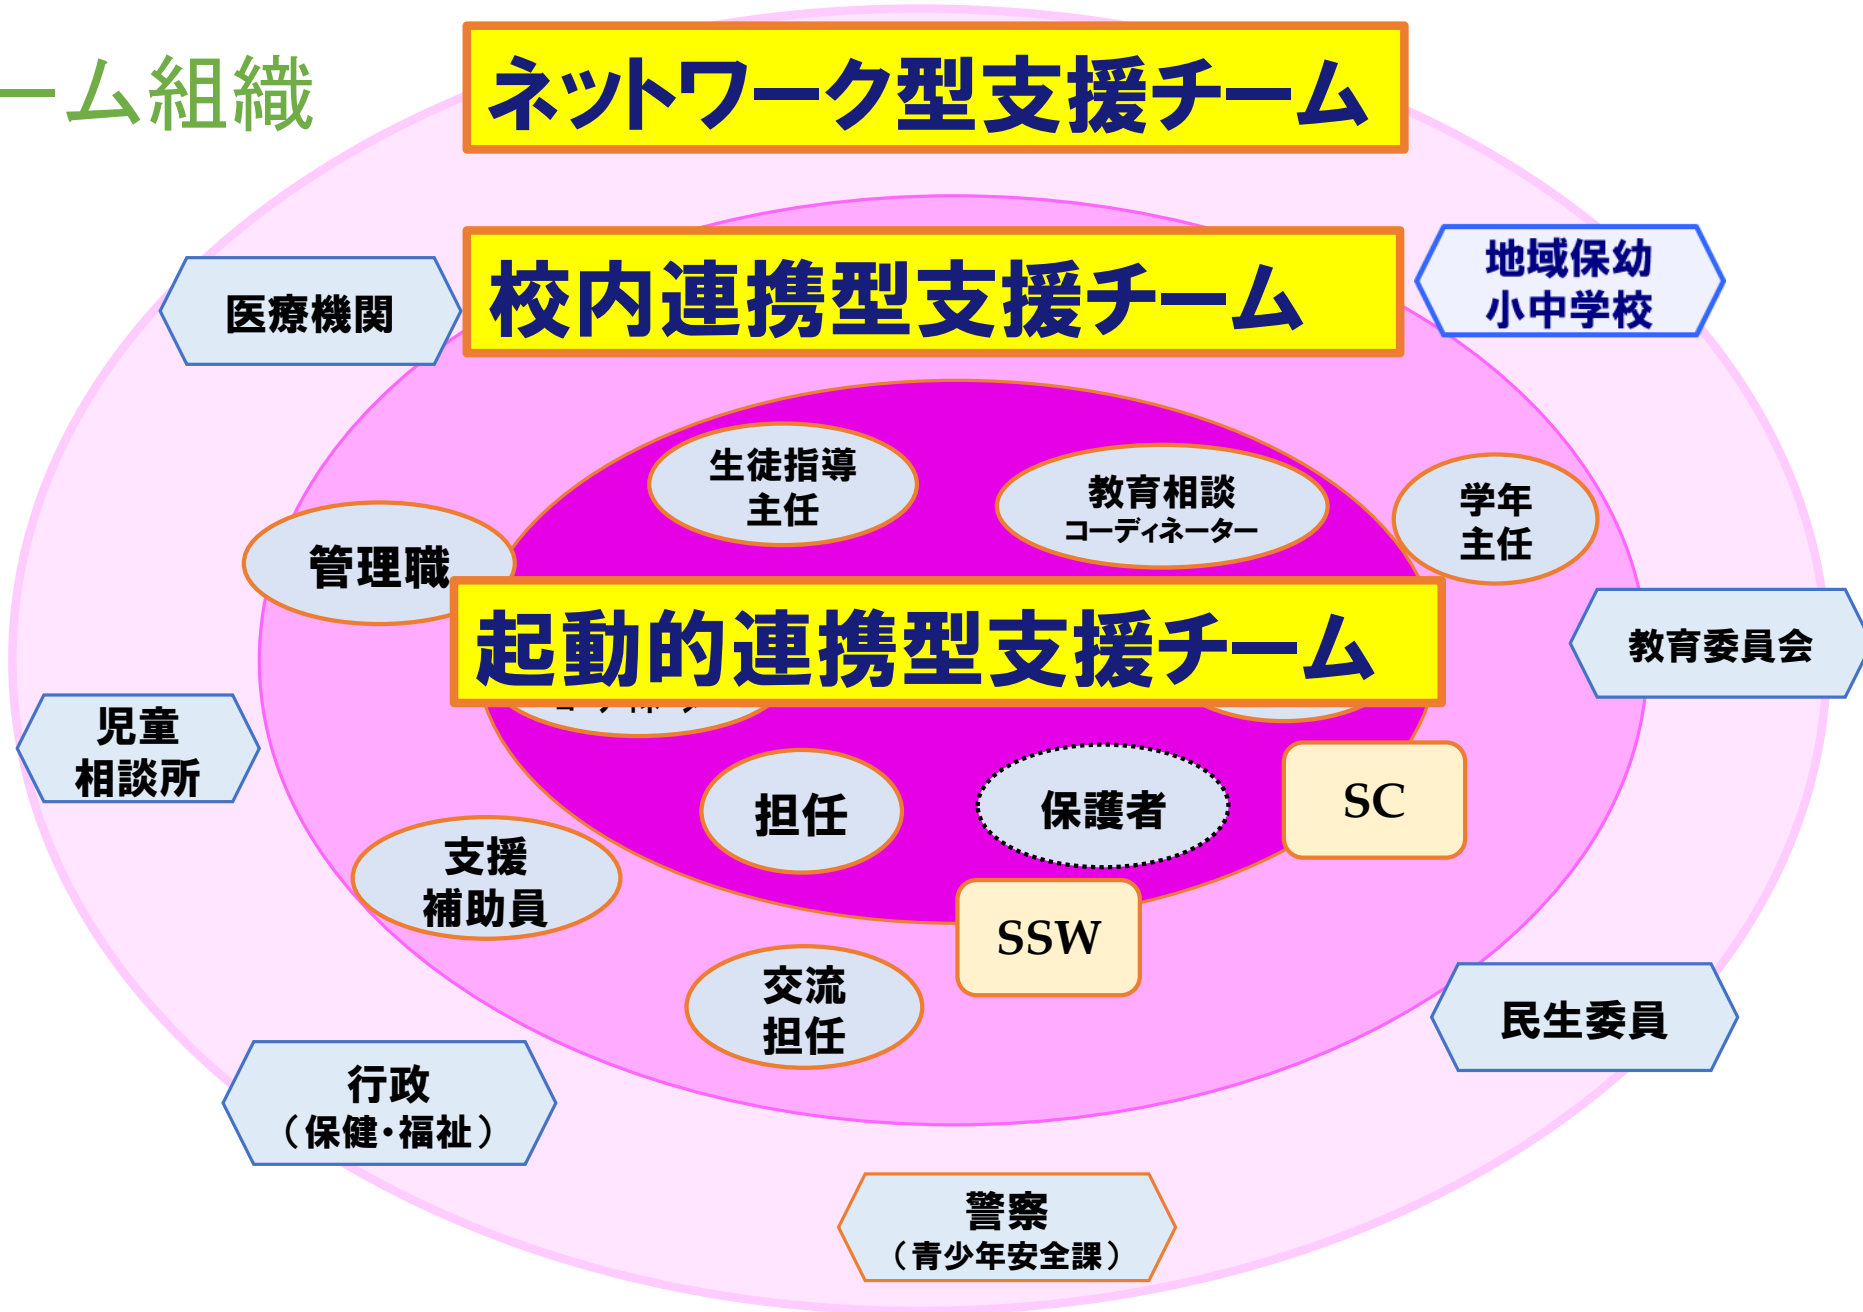 ーム組織
ネットワーク型支援チーム
校内連携型支援チーム
地域保幼
小中学校
医療機関
生徒指導
主任
教育相談
コーディネーター
学年
主任
管理職
起動的連携型支援チーム
教育委員会
児童
相談所
担任
保護者
SC
支援
補助員
SSW
交流
担任
民生委員
行政
（保健・福祉）
警察
（青少年安全課）